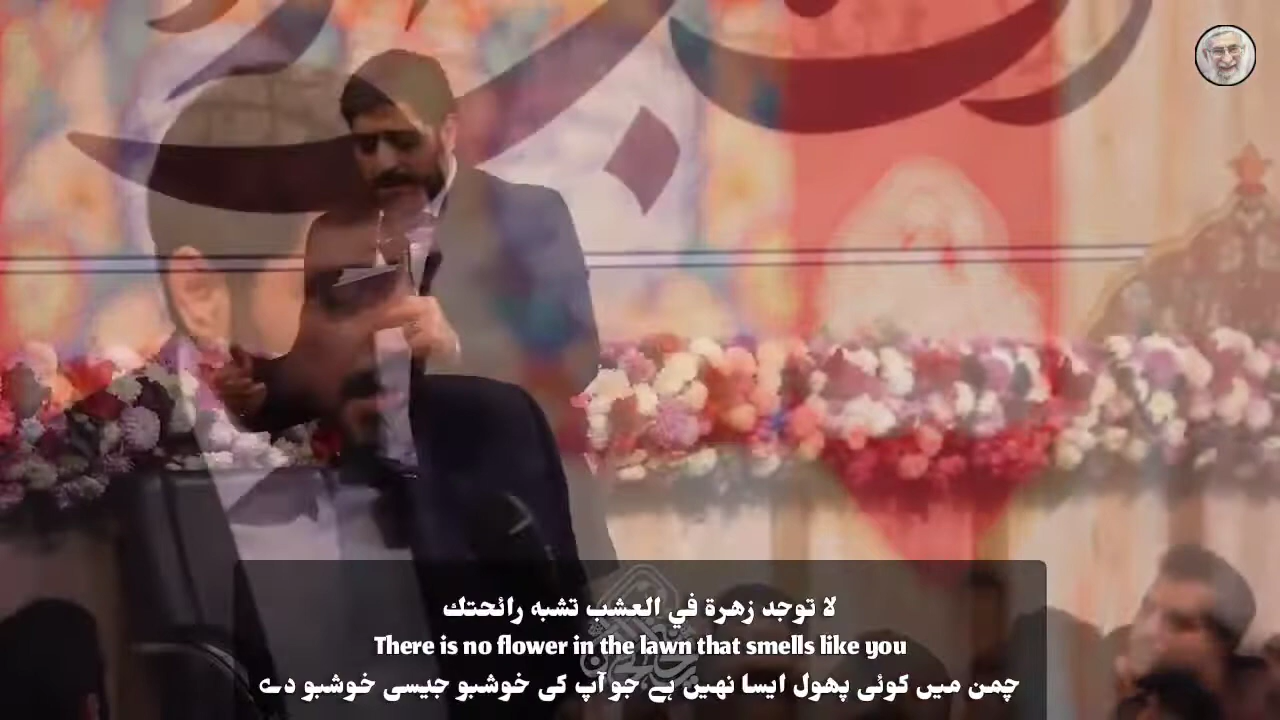 لا توجد زهرة في العشب تشبه رائحتك
There is no flower in the lawn that smells like you
چمن میں کوئی پھول ایسا نہیں ہے جو آپ کی خوشبو جیسی خوشبو دے